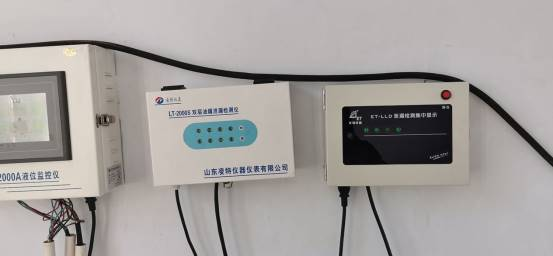 2000A液位监控仪
LT-2000S 双层油罐泄漏检测仪
山东凌特仪器仪表有限公司
ET
ET-LLD 泄漏检测集中显示